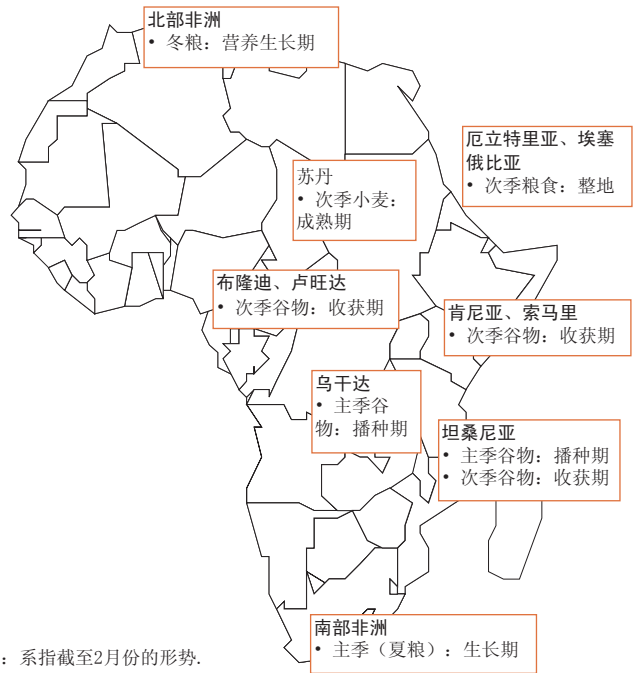 北部非洲
• 冬粮：营养生长期
厄立特里亚、埃塞
俄比亚
• 次季粮食：整地
苏丹
• 次季小麦：
成熟期
布隆迪、卢旺达
• 次季谷物：收获期
肯尼亚、索马里
• 次季谷物：收获期
乌干达
• 主季谷
物：播种期
坦桑尼亚
• 主季谷物：播种期
• 次季谷物：收获期
南部非洲
• 主季（夏粮）：生长期
：系指截至2月份的形势.